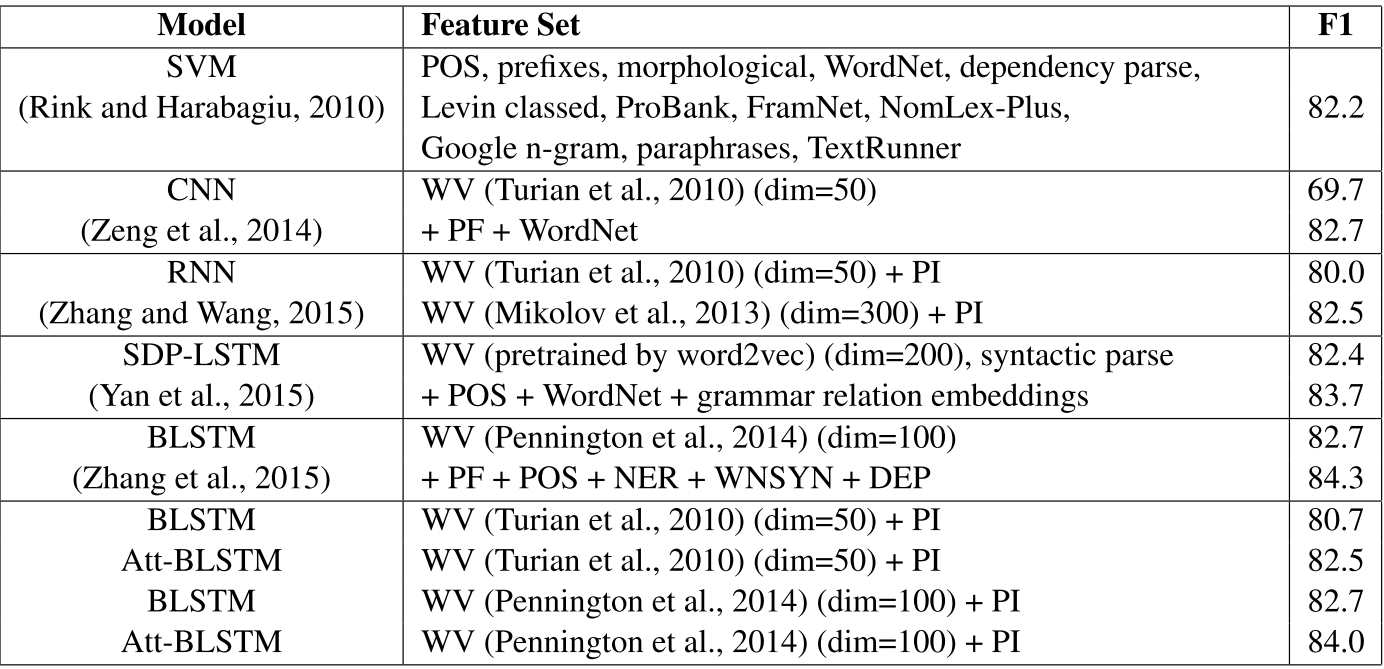 Model Feature Set F1
SVM POS, prefixes, morphological, WordNet, dependency parse,
(Rink and Harabagiu, 2010) Levin classed, ProBank, FramNet, NomLex-Plus, 82.2
Google n-gram, paraphrases, TextRunner
CNN WV (Turian et al., 2010) (dim=50) 69.7
(Zeng et al., 2014) + PF + WordNet 82.7
RNN WV (Turian et al., 2010) (dim=50) + PI 80.0
(Zhang and Wang, 2015) WV (Mikolov et al., 2013) (dim=300) + PI 82.5
SDP-LSTM WV (pretrained by word2vec) (dim=200), syntactic parse 82.4
(Yan et al., 2015) + POS + WordNet + grammar relation embeddings 83.7
BLSTM WV (Pennington et al., 2014) (dim=100) 82.7
(Zhang et al., 2015) + PF + POS + NER + WNSYN + DEP 84.3
BLSTM WV (Turian et al., 2010) (dim=50) + PI 80.7
Att-BLSTM WV (Turian et al., 2010) (dim=50) + PI 82.5
BLSTM WV (Pennington et al., 2014) (dim=100) + PI 82.7
Att-BLSTM WV (Pennington et al., 2014) (dim=100) + PI 84.0